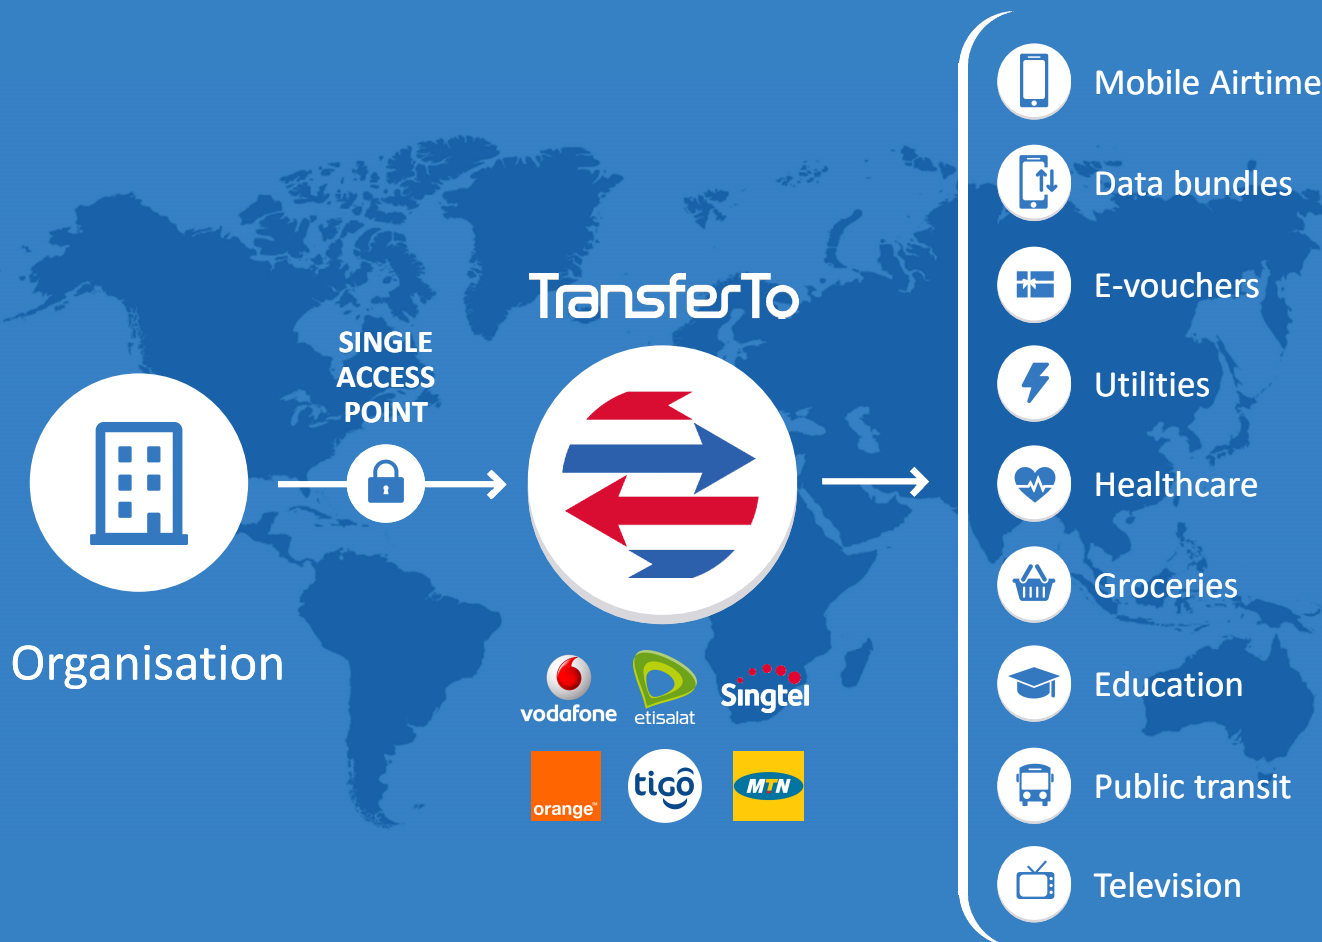 TransferTo
SINGLE
ACCESS
POINT
Organisation
vodafone
etisalat
Singtel
orange™
tigo
MTN
Mobile Airtime
Data bundles
E-vouchers
Utilities
Healthcare
Groceries
Education
Public transit
Television